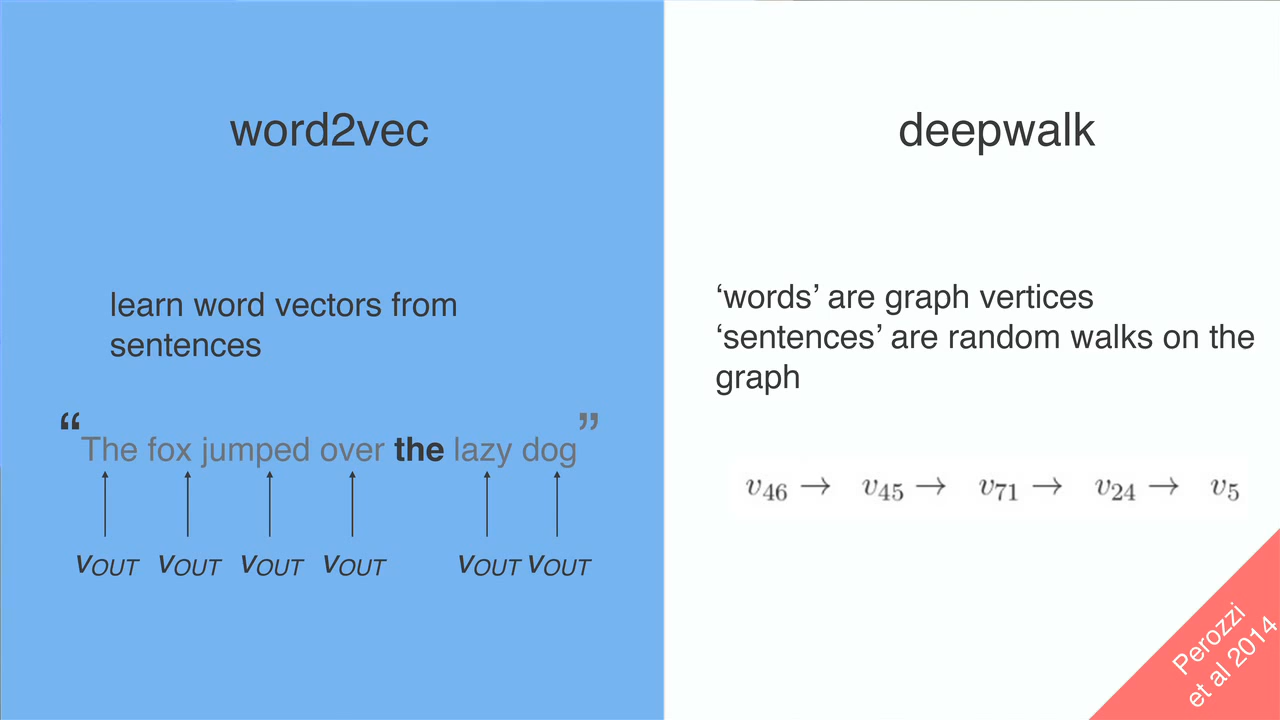 word2vec
learn word vectors from
sentences
“The fox jumped over the lazy dog”
vOUT vOUT vOUT vOUT vOUT vOUT
deepwalk
‘words’ are graph vertices
‘sentences’ are random walks on the
graph
v46 → v45 → v71 → v24 → v5
Perozzi
et al 2014